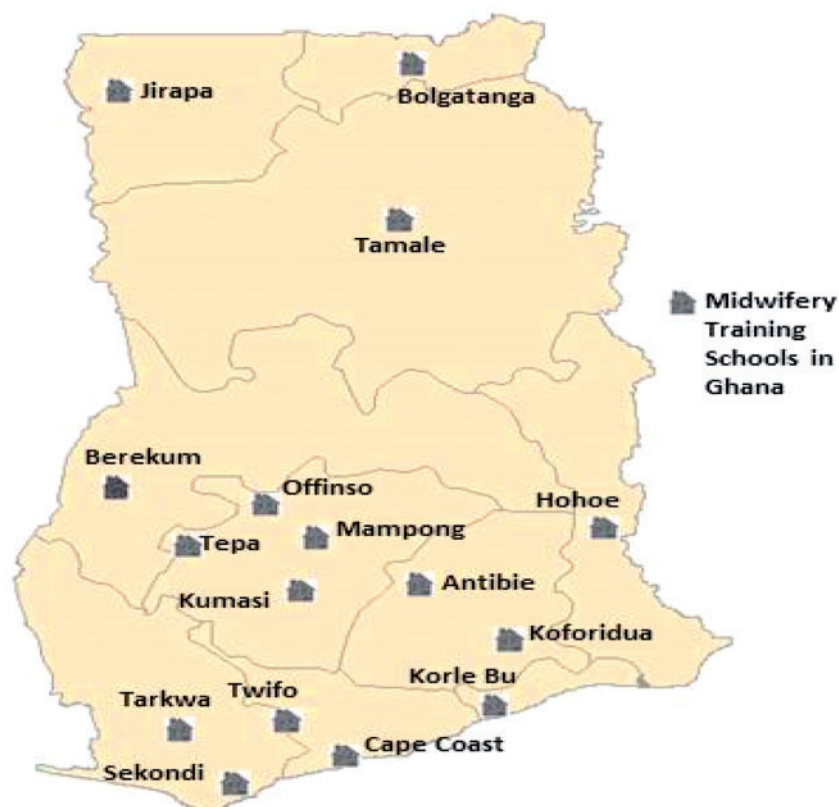 Jirapa
Bolgatanga
Tamale
Midwifery
Training
Schools in
Ghana
Berekum
Offinso
Hohoe
Mampong
Tepa
Antibie
Kumasi
Koforidua
Korle Bu
Twifo
Tarkwa
Cape Coast
Sekondi